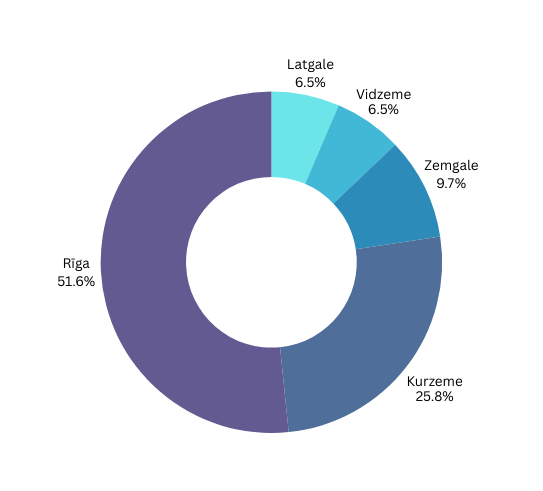 Latgale
6.5%
Vidzeme
6.5%
Zemgale
9.7%
Rīga
51.6%
Kurzeme
25.8%